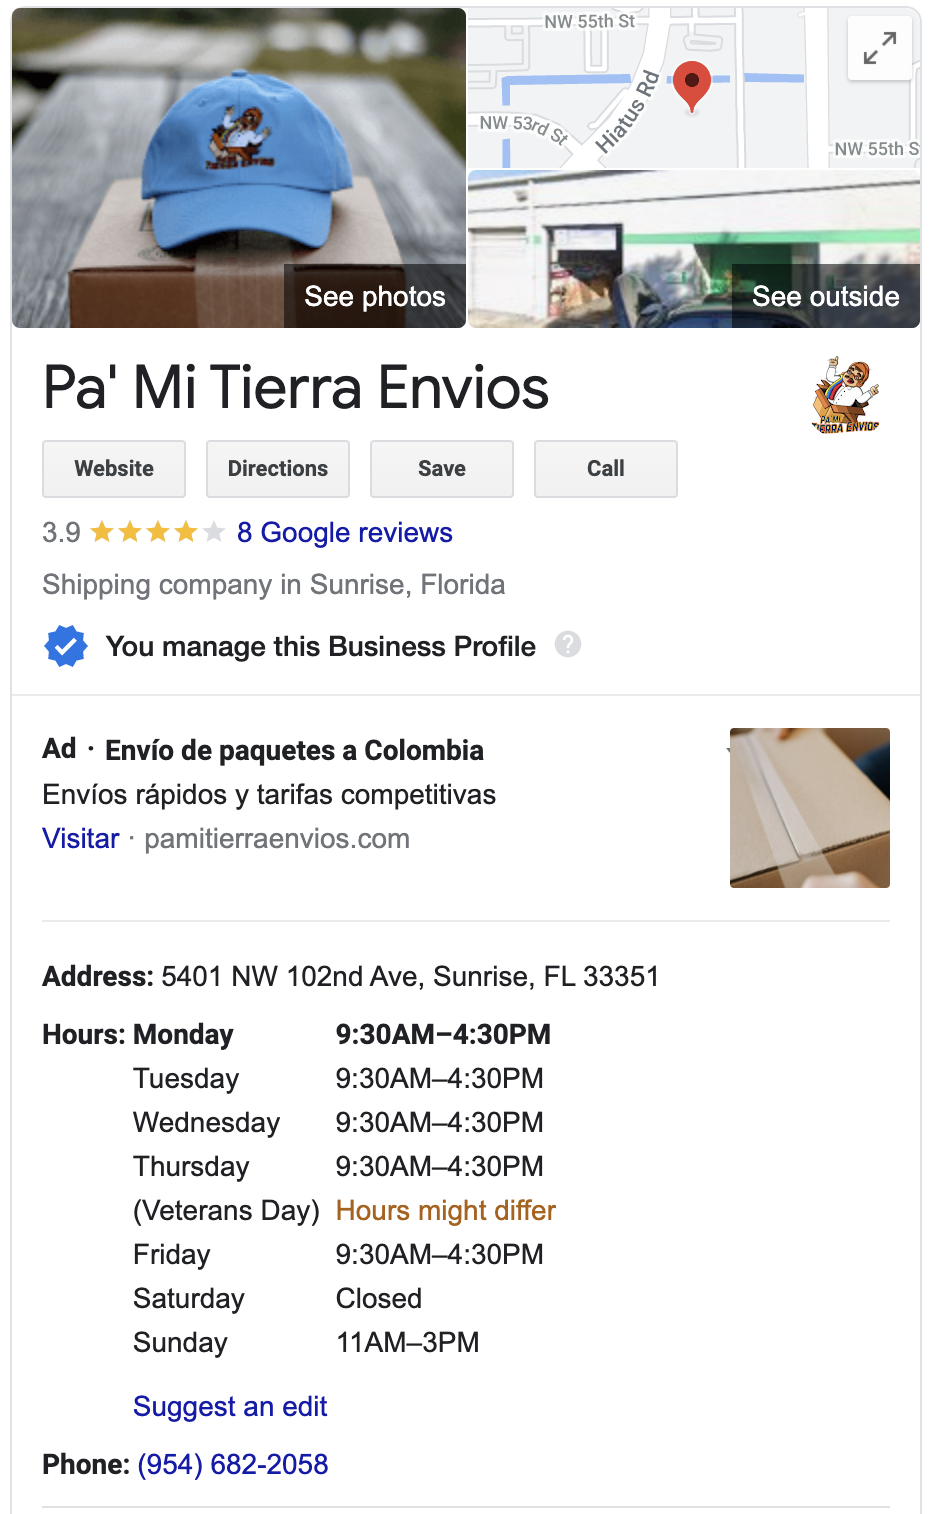 NW 55th St
Hiatus Rd
NW 53rd St
NW 55th S
TIERRA ENVIOS
See photos
See outside
Pa' Mi Tierra Envios
PA MI
TIERRA ENVIOS
Website
Directions
Save
Call
3.9 8 Google reviews
Shipping company in Sunrise, Florida
You manage this Business Profile ?
Ad · Envío de paquetes a Colombia
Envíos rápidos y tarifas competitivas
Visitar · pamitierraenvios.com
Address: 5401 NW 102nd Ave, Sunrise, FL 33351
Hours: Monday 9:30AM–4:30PM
Tuesday 9:30AM–4:30PM
Wednesday 9:30AM–4:30PM
Thursday 9:30AM–4:30PM
(Veterans Day) Hours might differ
Friday 9:30AM–4:30PM
Saturday Closed
Sunday 11AM–3PM
Suggest an edit
Phone: (954) 682-2058